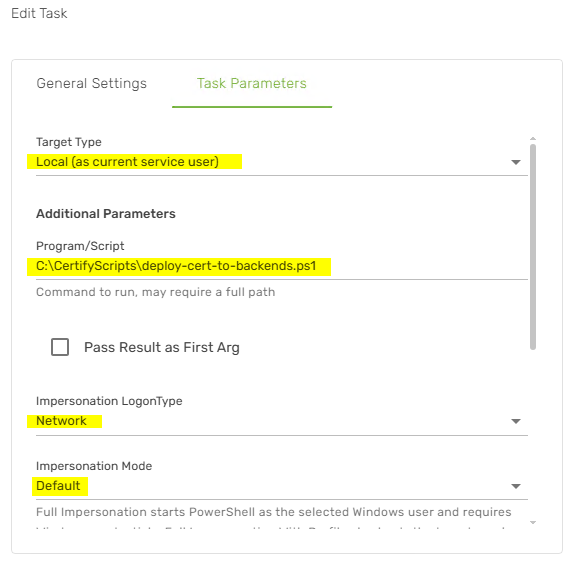 Edit Task
General Settings
Task Parameters
Target Type
Local (as current service user)
Additional Parameters
Program/Script
C:\CertifyScripts\deploy-cert-to-backends.ps1
Command to run, may require a full path
Pass Result as First Arg
Impersonation LogonType
Network
Impersonation Mode
Default
Full Impersonation starts PowerShell as the selected Windows user and requires